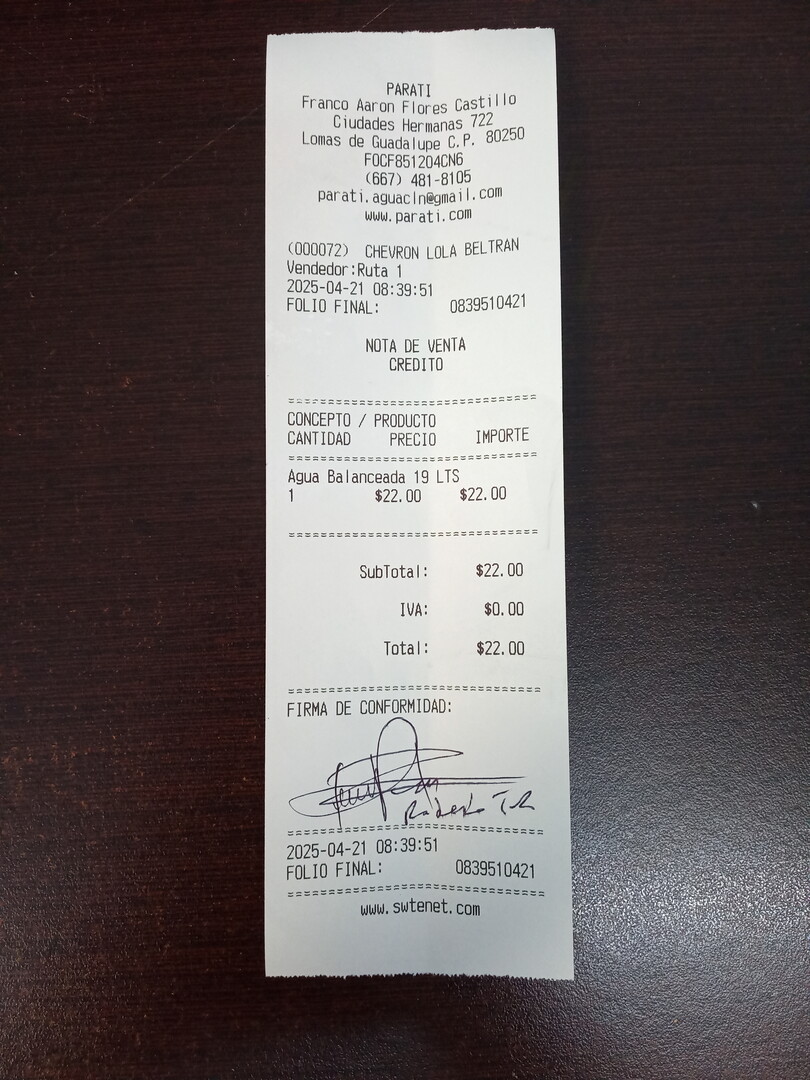 PARATI
Franco Aaron Flores Castillo
Ciudades Hermanas 722
Lomas de Guadalupe C.P. 80250
FOCF851204CN6
(667) 481-8105
parati.aguacln@gmail.com
www.parati.com
(000072) CHEVRON LOLA BELTRAN
Vendedor:Ruta 1
2025-04-21 08:39:51
FOLIO FINAL: 0839510421
NOTA DE VENTA
CREDITO
CONCEPTO / PRODUCTO
CANTIDAD PRECIO IMPORTE
Agua Balanceada 19 LTS
1 $22.00 $22.00
SubTotal: $22.00
IVA: $0.00
Total: $22.00
FIRMA DE CONFORMIDAD:
2025-04-21 08:39:51
FOLIO FINAL: 0839510421
www.swtenet.com